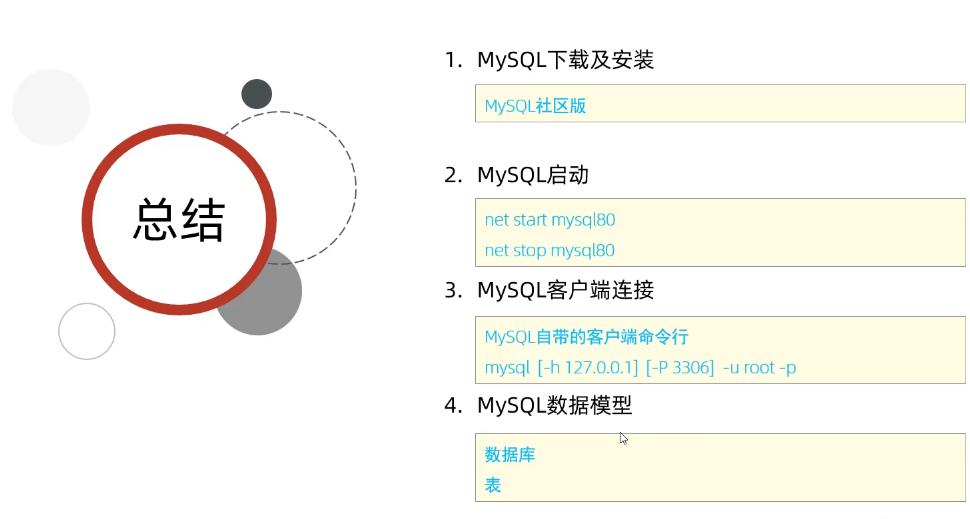 总结
1. MySQL下载及安装
MySQL社区版
2. MySQL启动
net start mysql80
net stop mysql80
3. MySQL客户端连接
MySQL自带的客户端命令行
mysql [-h 127.0.0.1] [-P 3306] -u root -p
4. MySQL数据模型
数据库
表